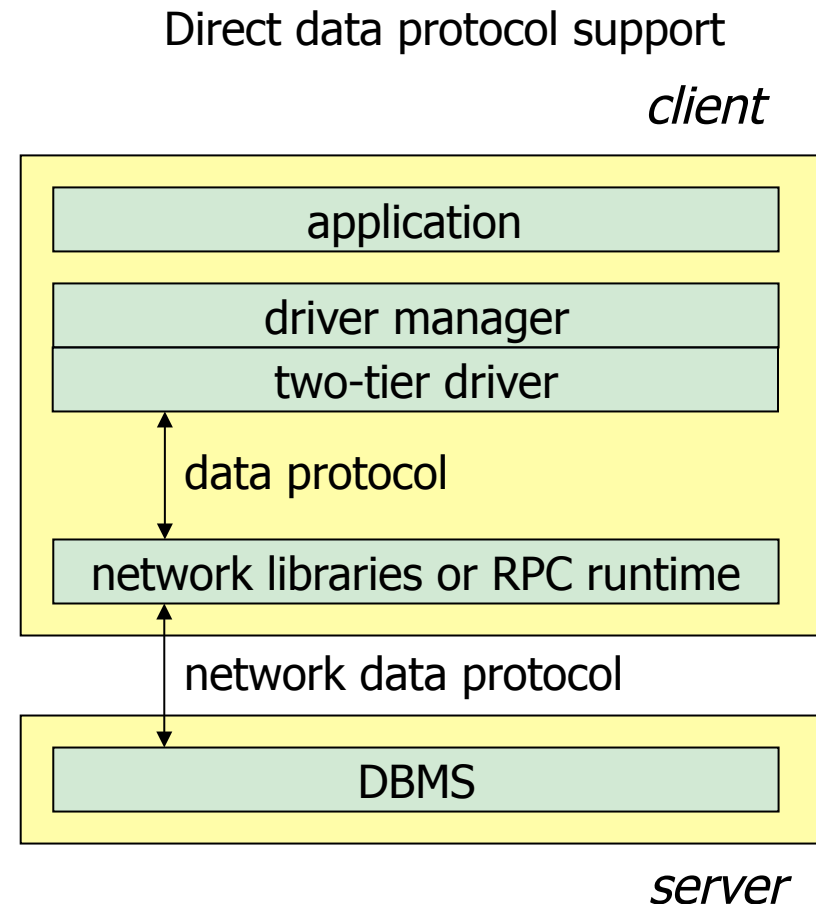 Direct data protocol support
client
application
driver manager
two-tier driver
data protocol
network libraries or RPC runtime
network data protocol
DBMS
server